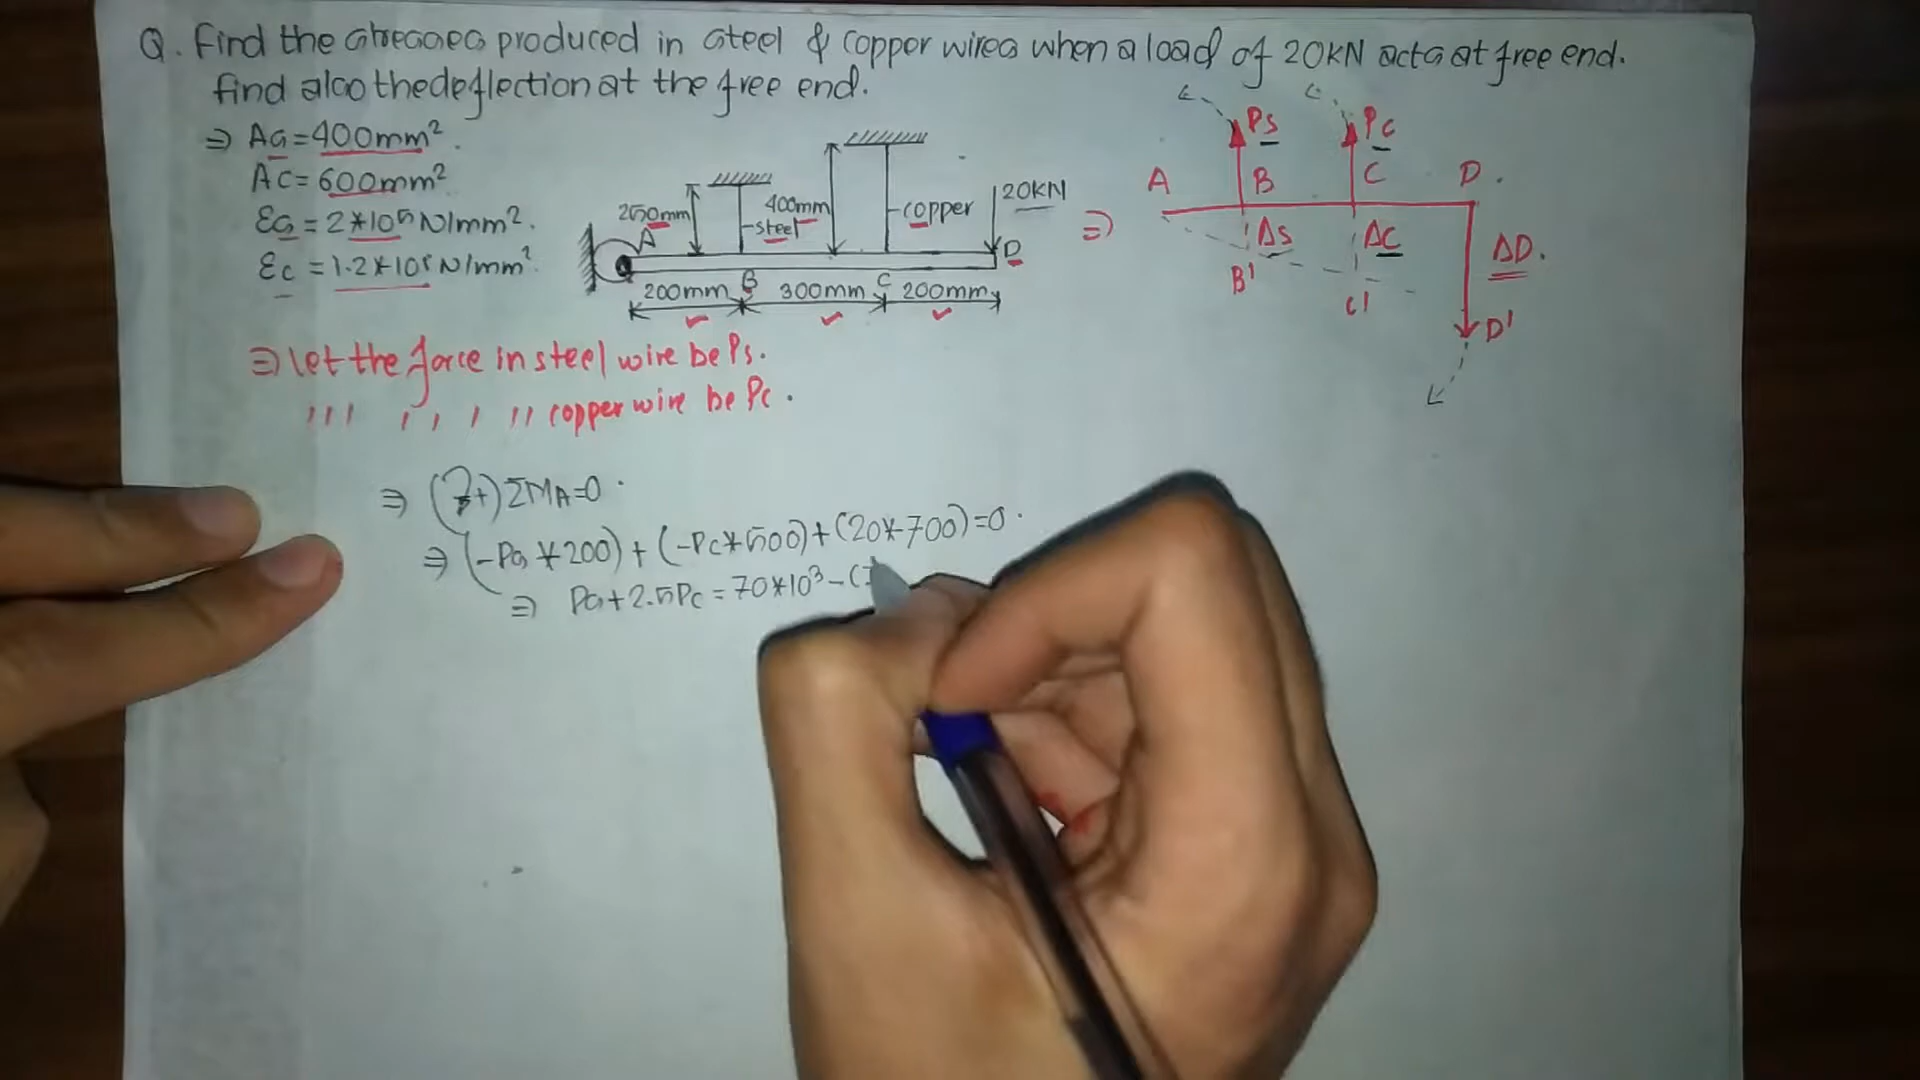 Q. Find the stresses produced in steel & copper wires when a load of 20KN acts at free end.
find also the deflection at the free end.
⇒ As = 400mm².
AC = 600mm²
Es = 2*10⁵ N/mm².
Ec = 1.2*10⁵ N/mm².
250mm
steel
400mm
copper
20KN
A
D
B
C
200mm
300mm
200mm
⇒
Ps
Pc
A
B
C
D.
Δs
ΔC
ΔD.
B'
C'
D'
⇒ let the force in steel wire be Ps.
''' ' ' ' '' copper wire be Pc.
⇒ (+) ΣMA=0.
⇒ (-Ps*200) + (-Pc*500) + (20*700) = 0.
⇒ Ps + 2.5Pc = 70*10³ – (